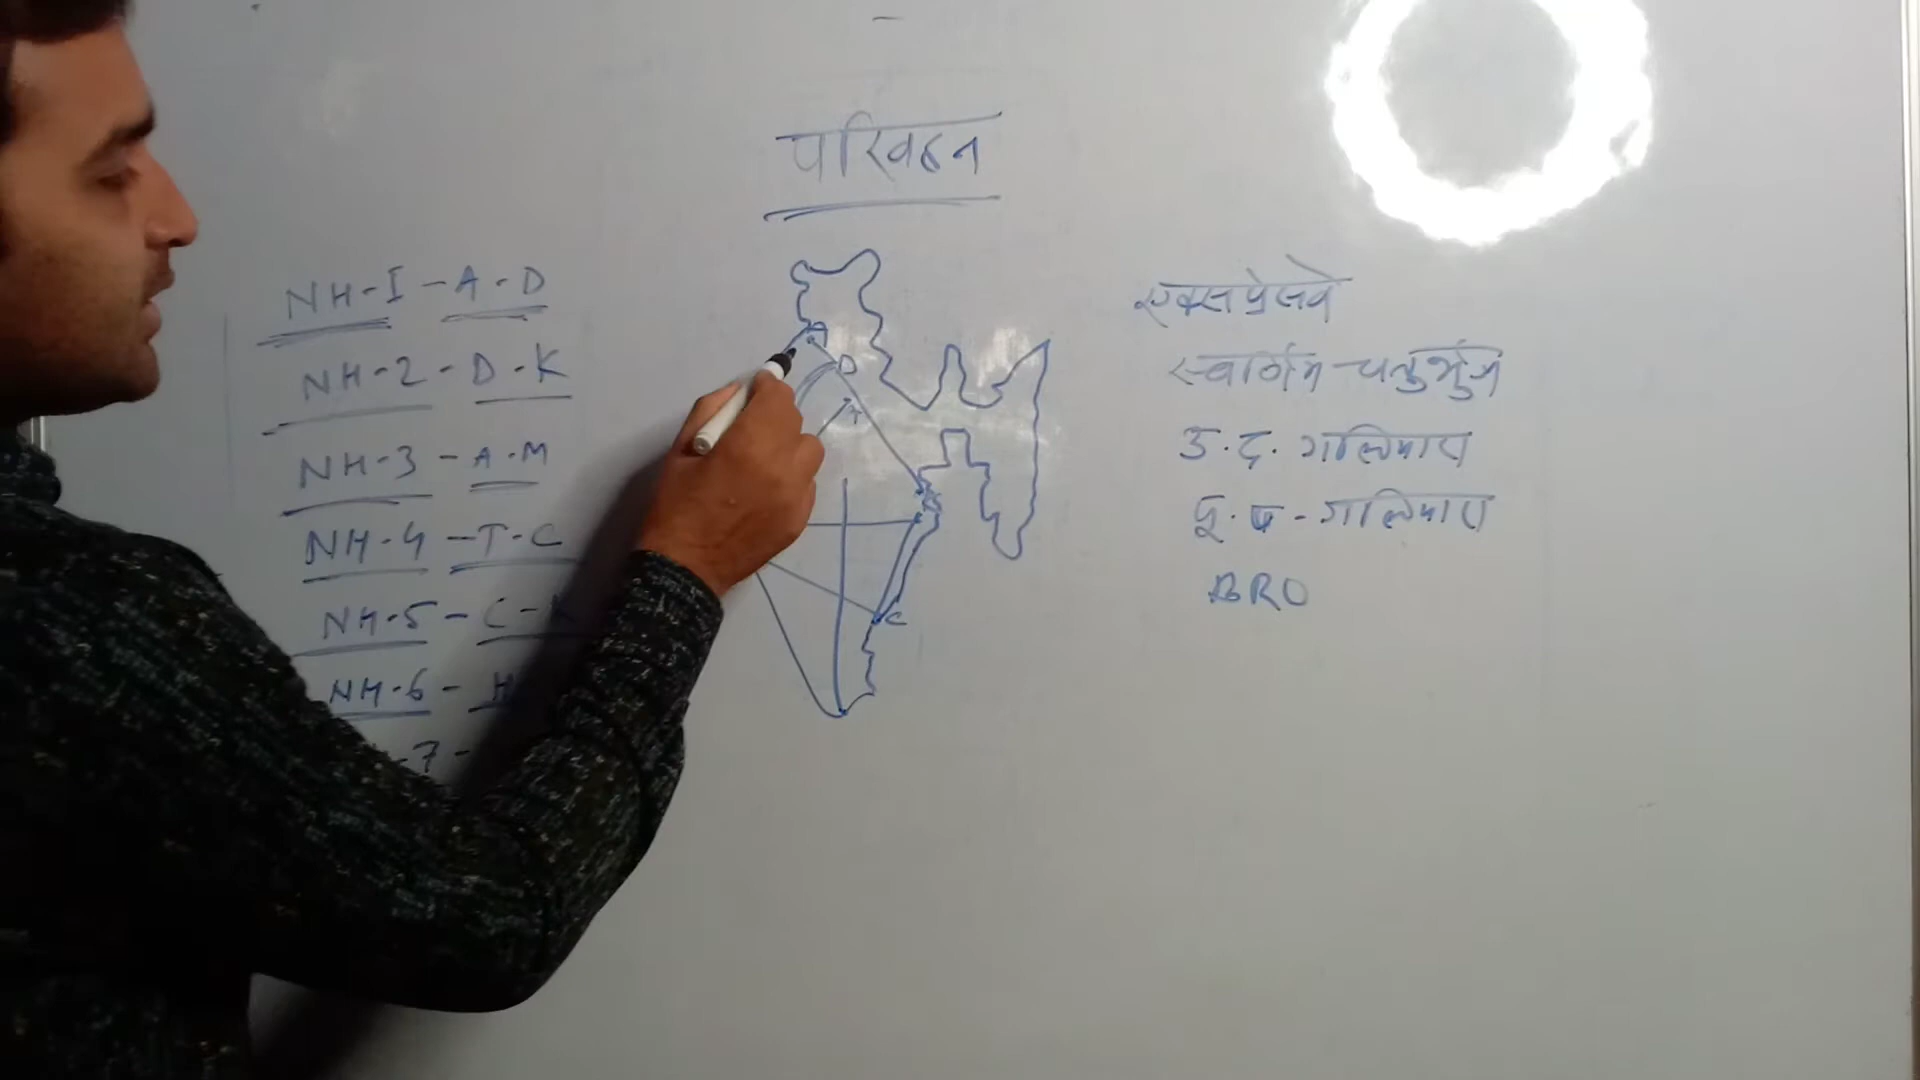 परिवहन
NH-I - A-D
NH-2 - D-K
NH-3 - A-M
NH-4 - T-C
NH-5 - C-K
NH-6 - H
-7-
A
D
T
C
एक्सप्रेसवे
स्वर्णिम-चतुर्भुज
उ.द. गलियारा
पू.प - गलियारा
BRO